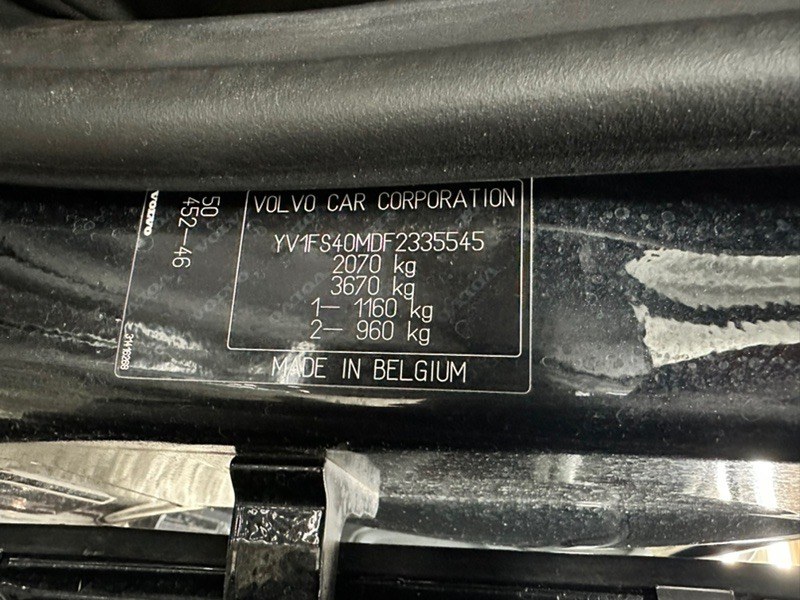 VOLVO CAR CORPORATION
YV1FS40MDF2335545
2070 kg
3670 kg
1– 1160 kg
2– 960 kg
MADE IN BELGIUM
VOLVO
50
452-46